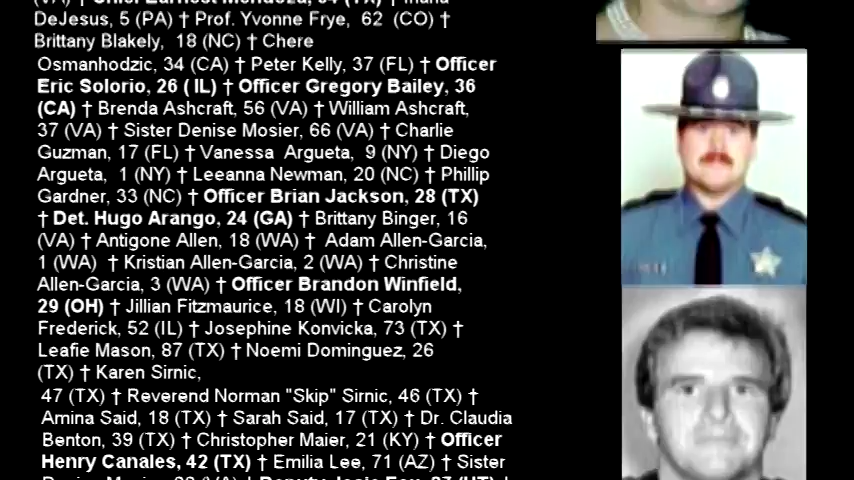 DeJesus, 5 (PA) † Prof. Yvonne Frye, 62 (CO) †
Brittany Blakely, 18 (NC) † Chere
Osmanhodzic, 34 (CA) † Peter Kelly, 37 (FL) † Officer
Eric Solorio, 26 ( IL) † Officer Gregory Bailey, 36
(CA) † Brenda Ashcraft, 56 (VA) † William Ashcraft,
37 (VA) † Sister Denise Mosier, 66 (VA) † Charlie
Guzman, 17 (FL) † Vanessa Argueta, 9 (NY) † Diego
Argueta, 1 (NY) † Leeanna Newman, 20 (NC) † Phillip
Gardner, 33 (NC) † Officer Brian Jackson, 28 (TX)
† Det. Hugo Arango, 24 (GA) † Brittany Binger, 16
(VA) † Antigone Allen, 18 (WA) † Adam Allen-Garcia,
1 (WA) † Kristian Allen-Garcia, 2 (WA) † Christine
Allen-Garcia, 3 (WA) † Officer Brandon Winfield,
29 (OH) † Jillian Fitzmaurice, 18 (WI) † Carolyn
Frederick, 52 (IL) † Josephine Konvicka, 73 (TX) †
Leafie Mason, 87 (TX) † Noemi Dominguez, 26
(TX) † Karen Sirnic,
47 (TX) † Reverend Norman "Skip" Sirnic, 46 (TX) †
Amina Said, 18 (TX) † Sarah Said, 17 (TX) † Dr. Claudia
Benton, 39 (TX) † Christopher Maier, 21 (KY) † Officer
Henry Canales, 42 (TX) † Emilia Lee, 71 (AZ) † Sister